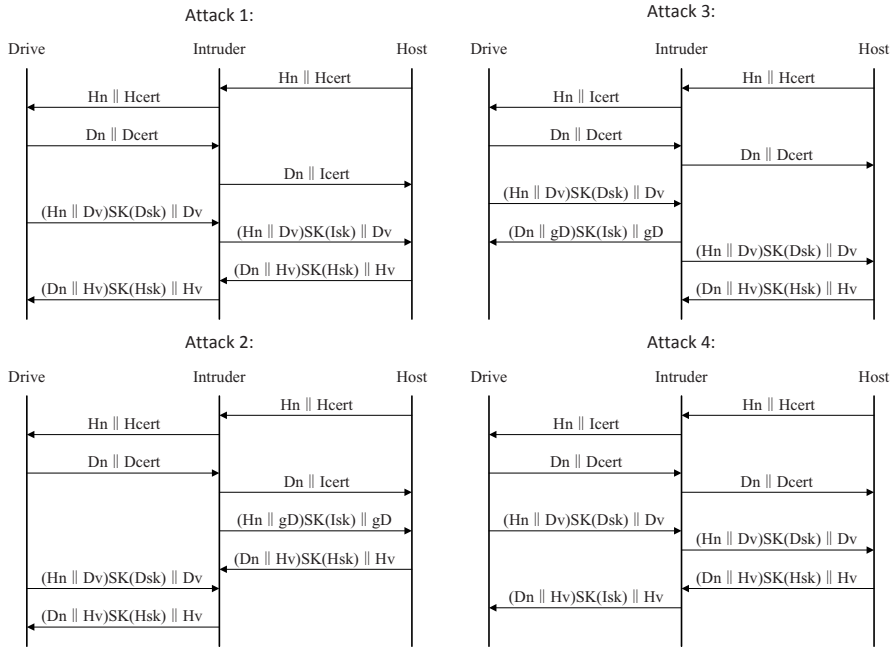 Attack 1:
Drive Intruder Host
Hn || Hcert
Hn || Hcert
Dn || Dcert
Dn || Icert
(Hn || Dv)SK(Dsk) || Dv
(Hn || Dv)SK(Isk) || Dv
(Dn || Hv)SK(Hsk) || Hv
(Dn || Hv)SK(Hsk) || Hv
Attack 3:
Drive Intruder Host
Hn || Hcert
Hn || Icert
Dn || Dcert
Dn || Dcert
(Hn || Dv)SK(Dsk) || Dv
(Dn || gD)SK(Isk) || gD
(Hn || Dv)SK(Dsk) || Dv
(Dn || Hv)SK(Hsk) || Hv
Attack 2:
Drive Intruder Host
Hn || Hcert
Hn || Hcert
Dn || Dcert
Dn || Icert
(Hn || gD)SK(Isk) || gD
(Dn || Hv)SK(Hsk) || Hv
(Hn || Dv)SK(Dsk) || Dv
(Dn || Hv)SK(Hsk) || Hv
Attack 4:
Drive Intruder Host
Hn || Hcert
Hn || Icert
Dn || Dcert
Dn || Dcert
(Hn || Dv)SK(Dsk) || Dv
(Hn || Dv)SK(Dsk) || Dv
(Dn || Hv)SK(Hsk) || Hv
(Dn || Hv)SK(Isk) || Hv